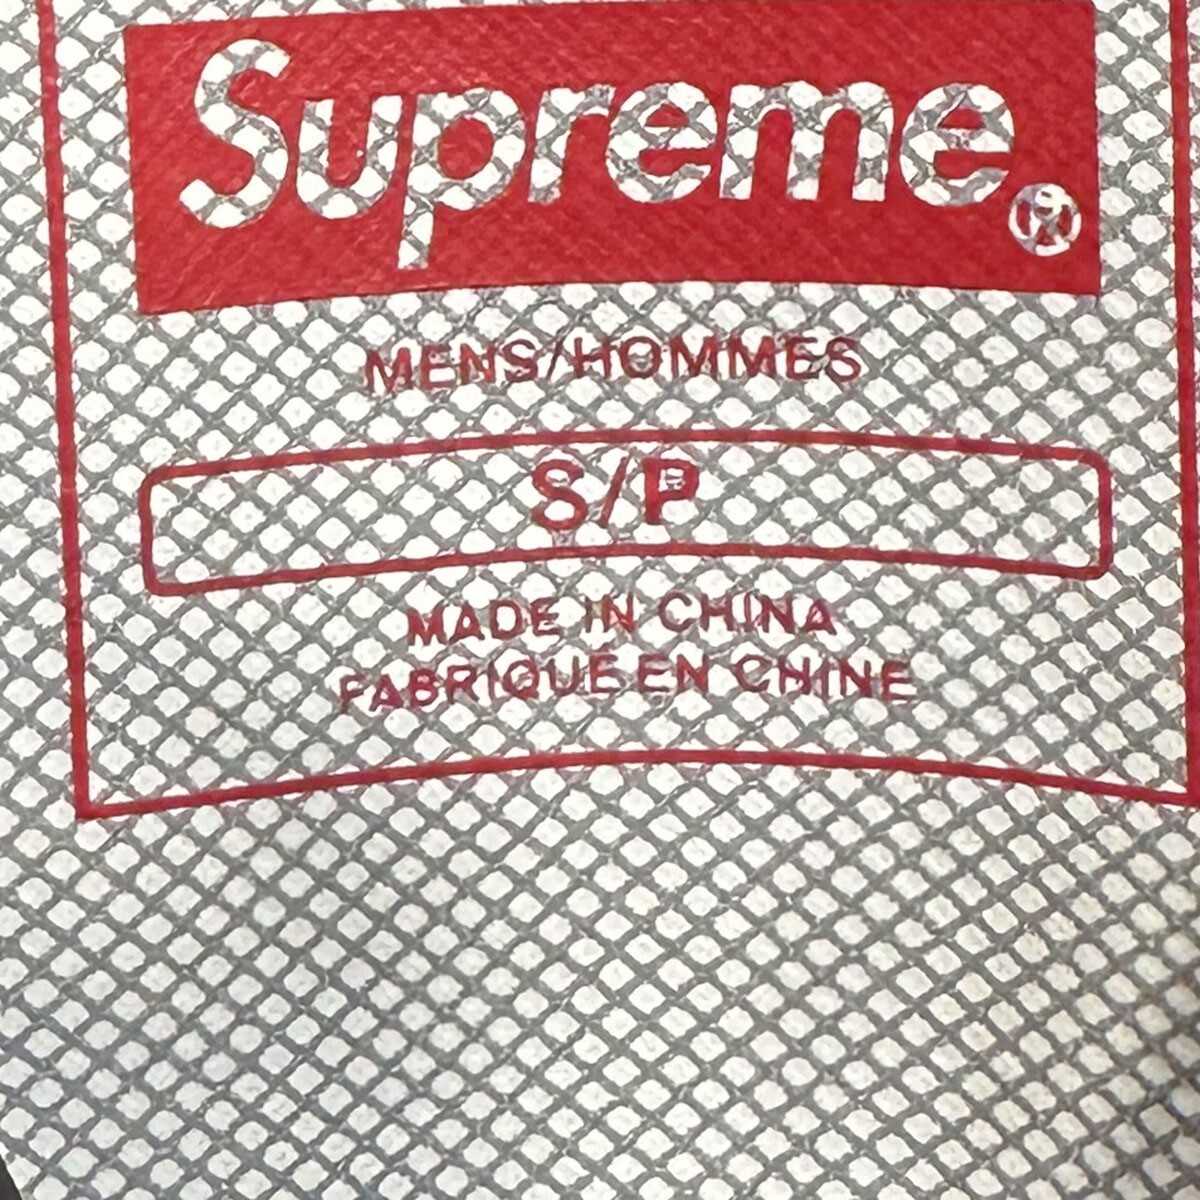 Supreme®
MENS/HOMMES
S/P
MADE IN CHINA
FABRIQUE EN CHINE